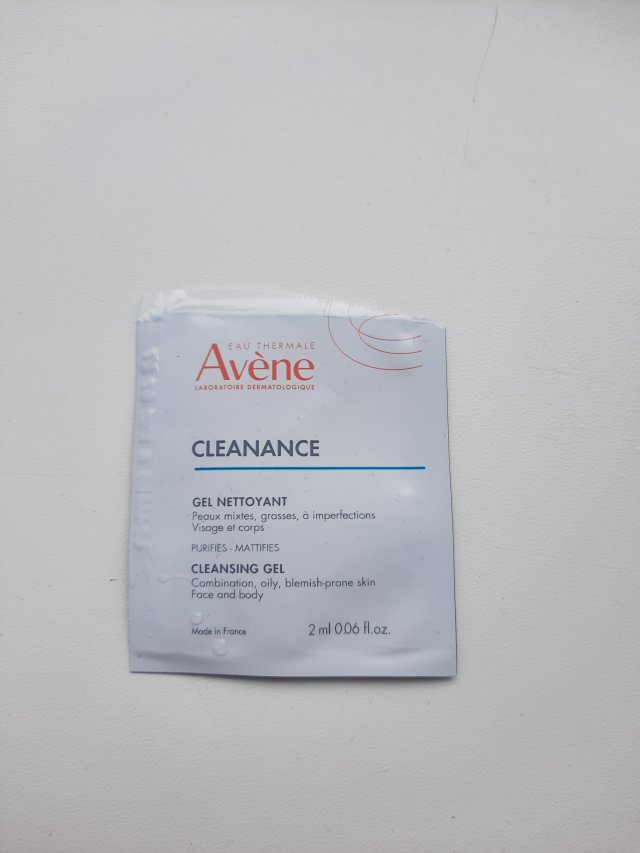 EAU THERMALE
Avène
LABORATOIRE DERMATOLOGIQUE
CLEANANCE
GEL NETTOYANT
Peaux mixtes, grasses, à imperfections
Visage et corps
PURIFIES - MATTIFIES
CLEANSING GEL
Combination, oily, blemish-prone skin
Face and body
Made in France
2 ml 0.06 fl.oz.